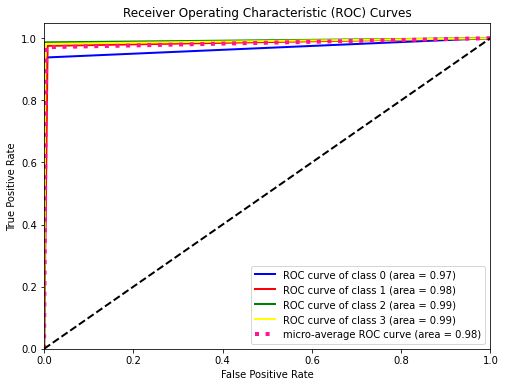 Receiver Operating Characteristic (ROC) Curves
True Positive Rate
1.0
0.8
0.6
0.4
0.2
0.0
ROC curve of class 0 (area = 0.97)
ROC curve of class 1 (area = 0.98)
ROC curve of class 2 (area = 0.99)
ROC curve of class 3 (area = 0.99)
micro-average ROC curve (area = 0.98)
0.0 0.2 0.4 0.6 0.8 1.0
False Positive Rate